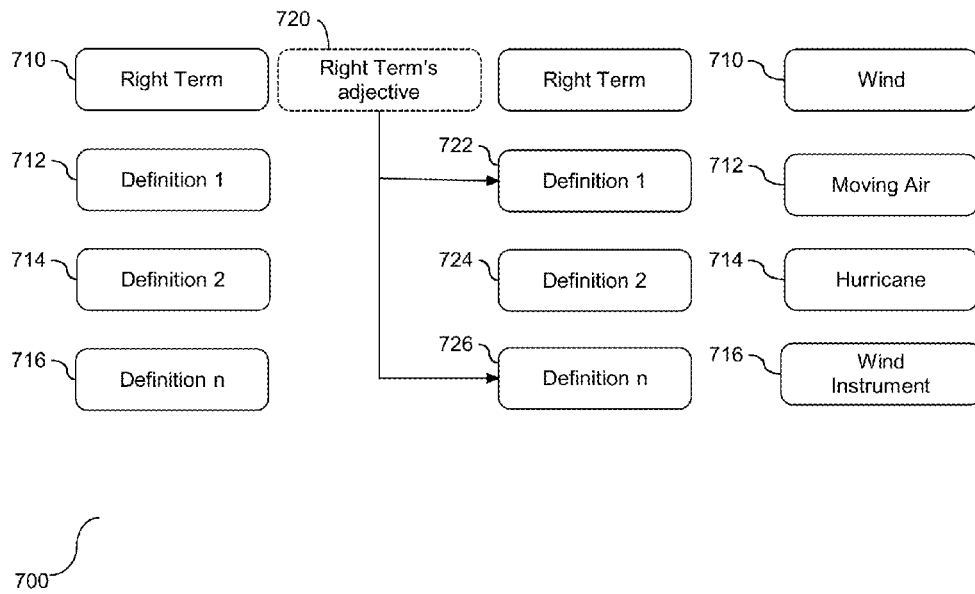 720
710
Right Term
Right Term's
adjective
Right Term
710
Wind
712
Definition 1
722
Definition 1
712
Moving Air
714
Definition 2
724
Definition 2
714
Hurricane
716
Definition n
726
Definition n
716
Wind
Instrument
700